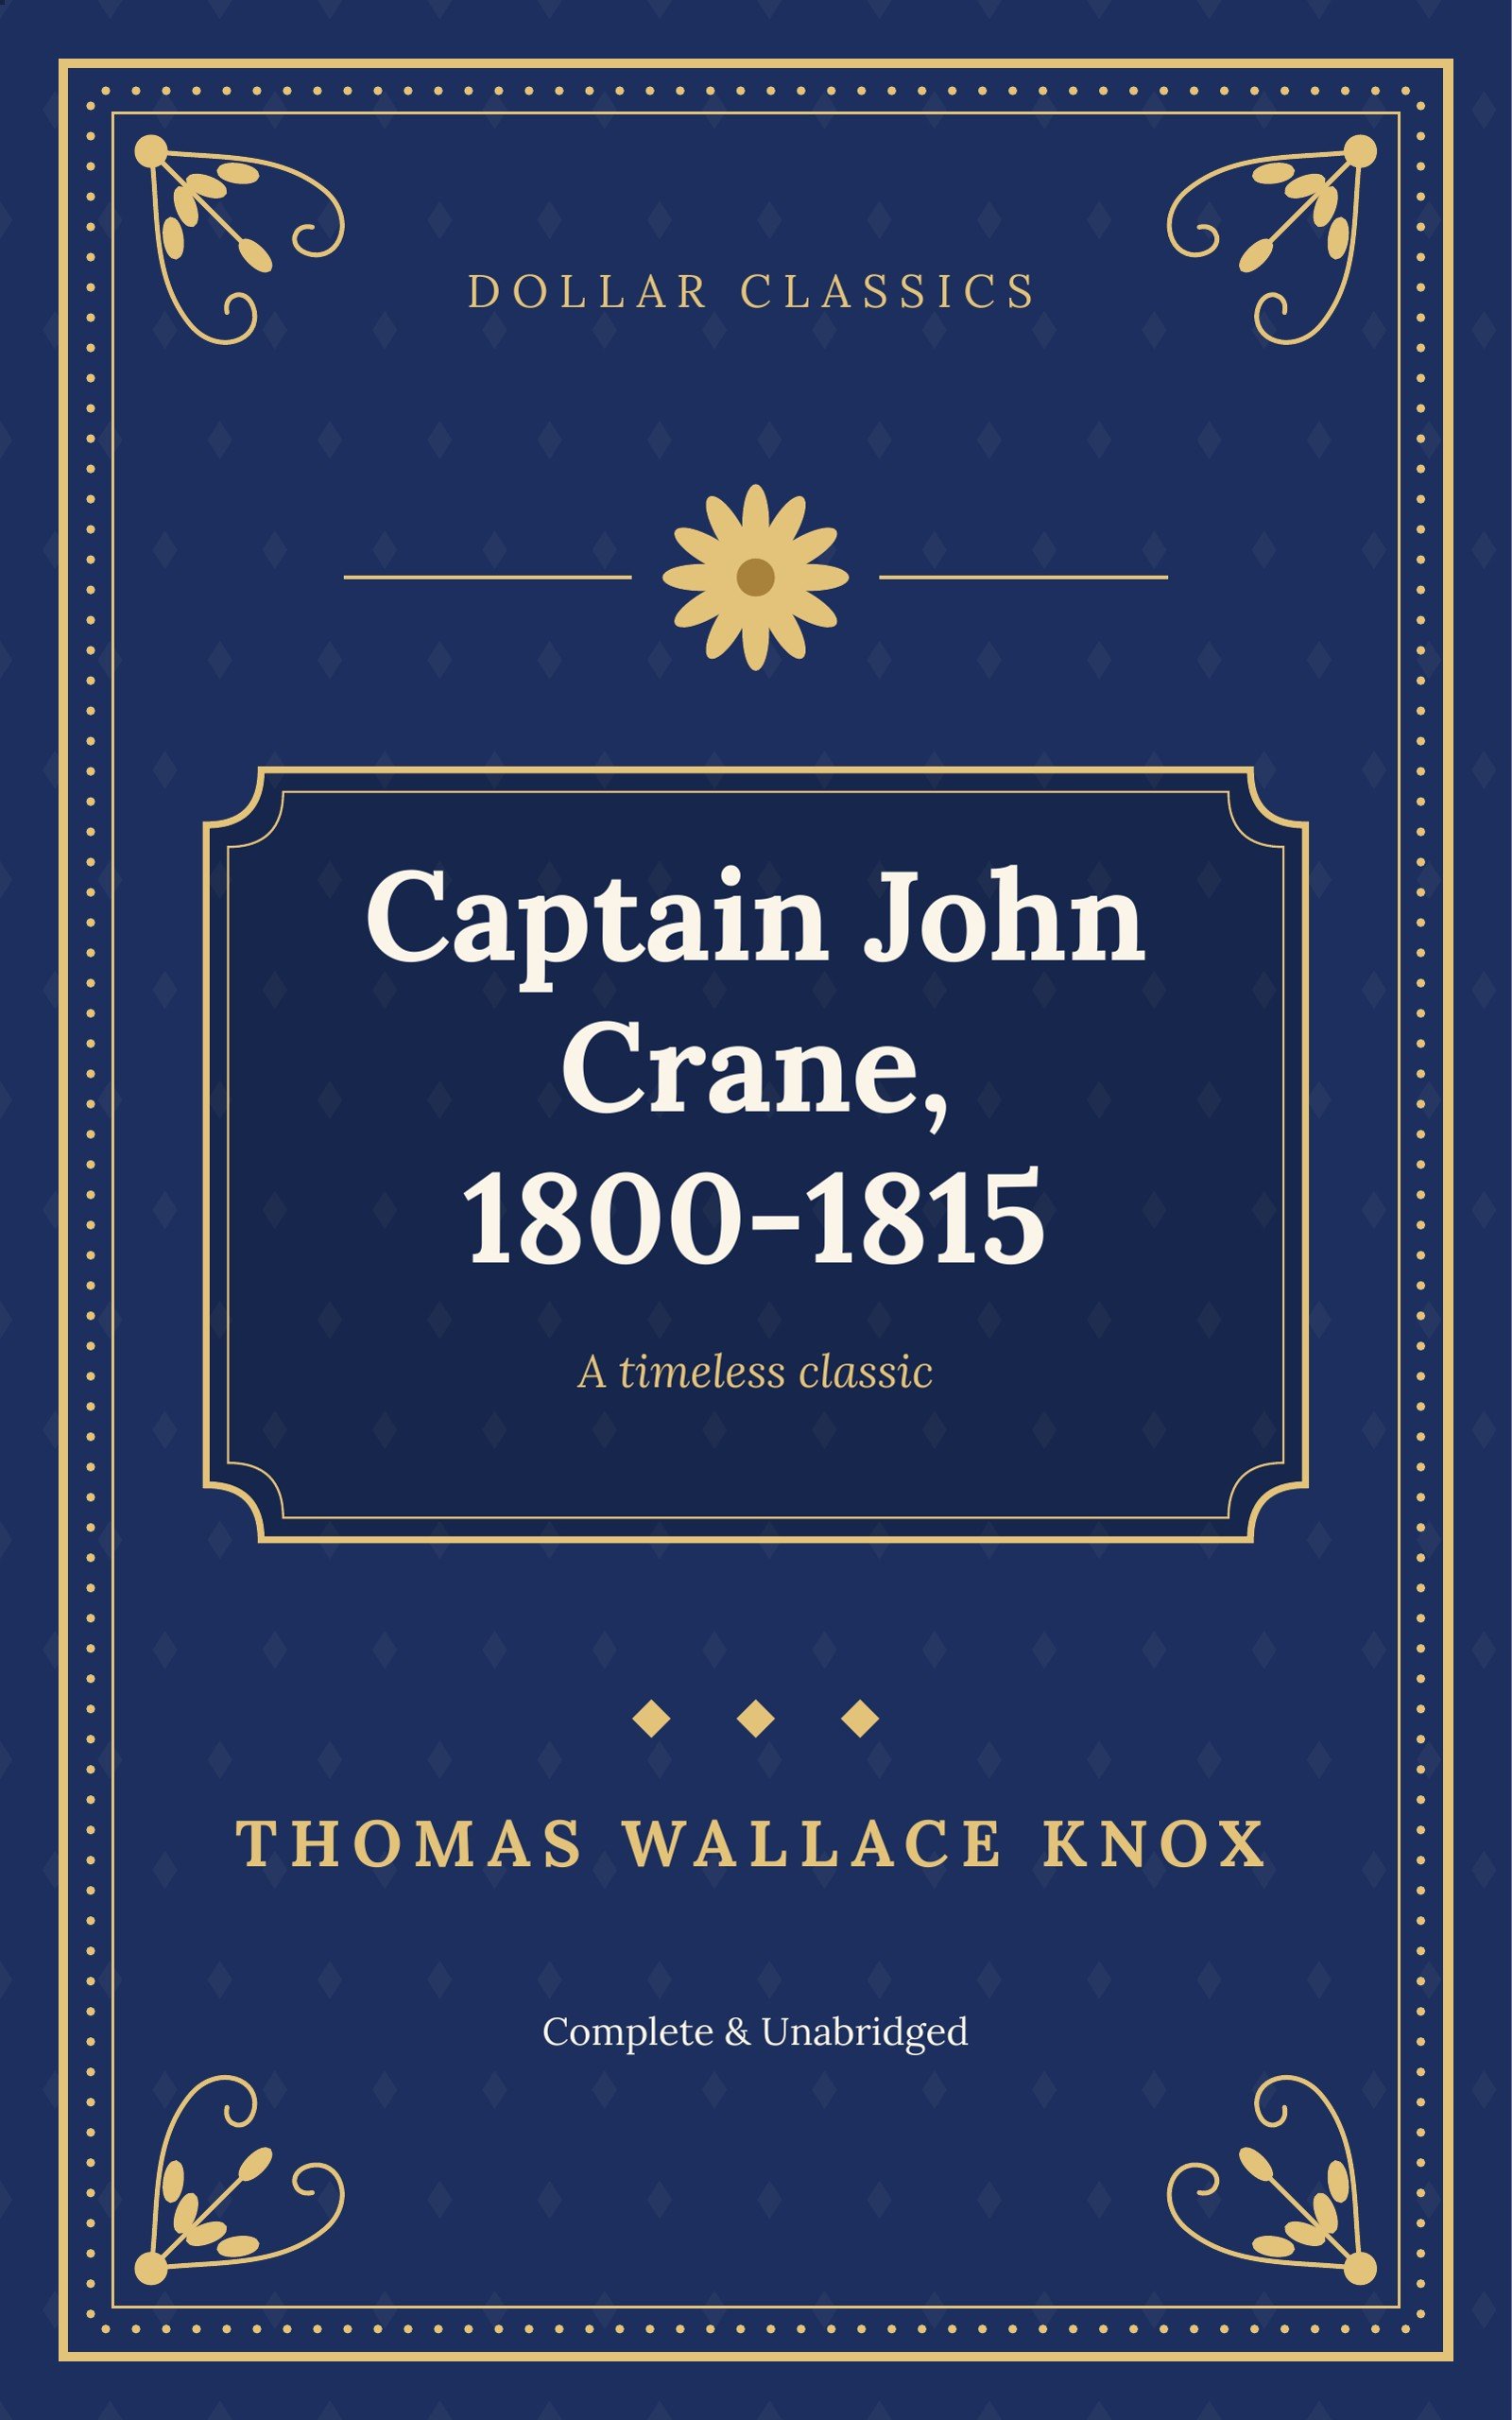 DOLLAR CLASSICS
Captain John
Crane,
1800–1815
A timeless classic
THOMAS WALLACE KNOX
Complete & Unabridged